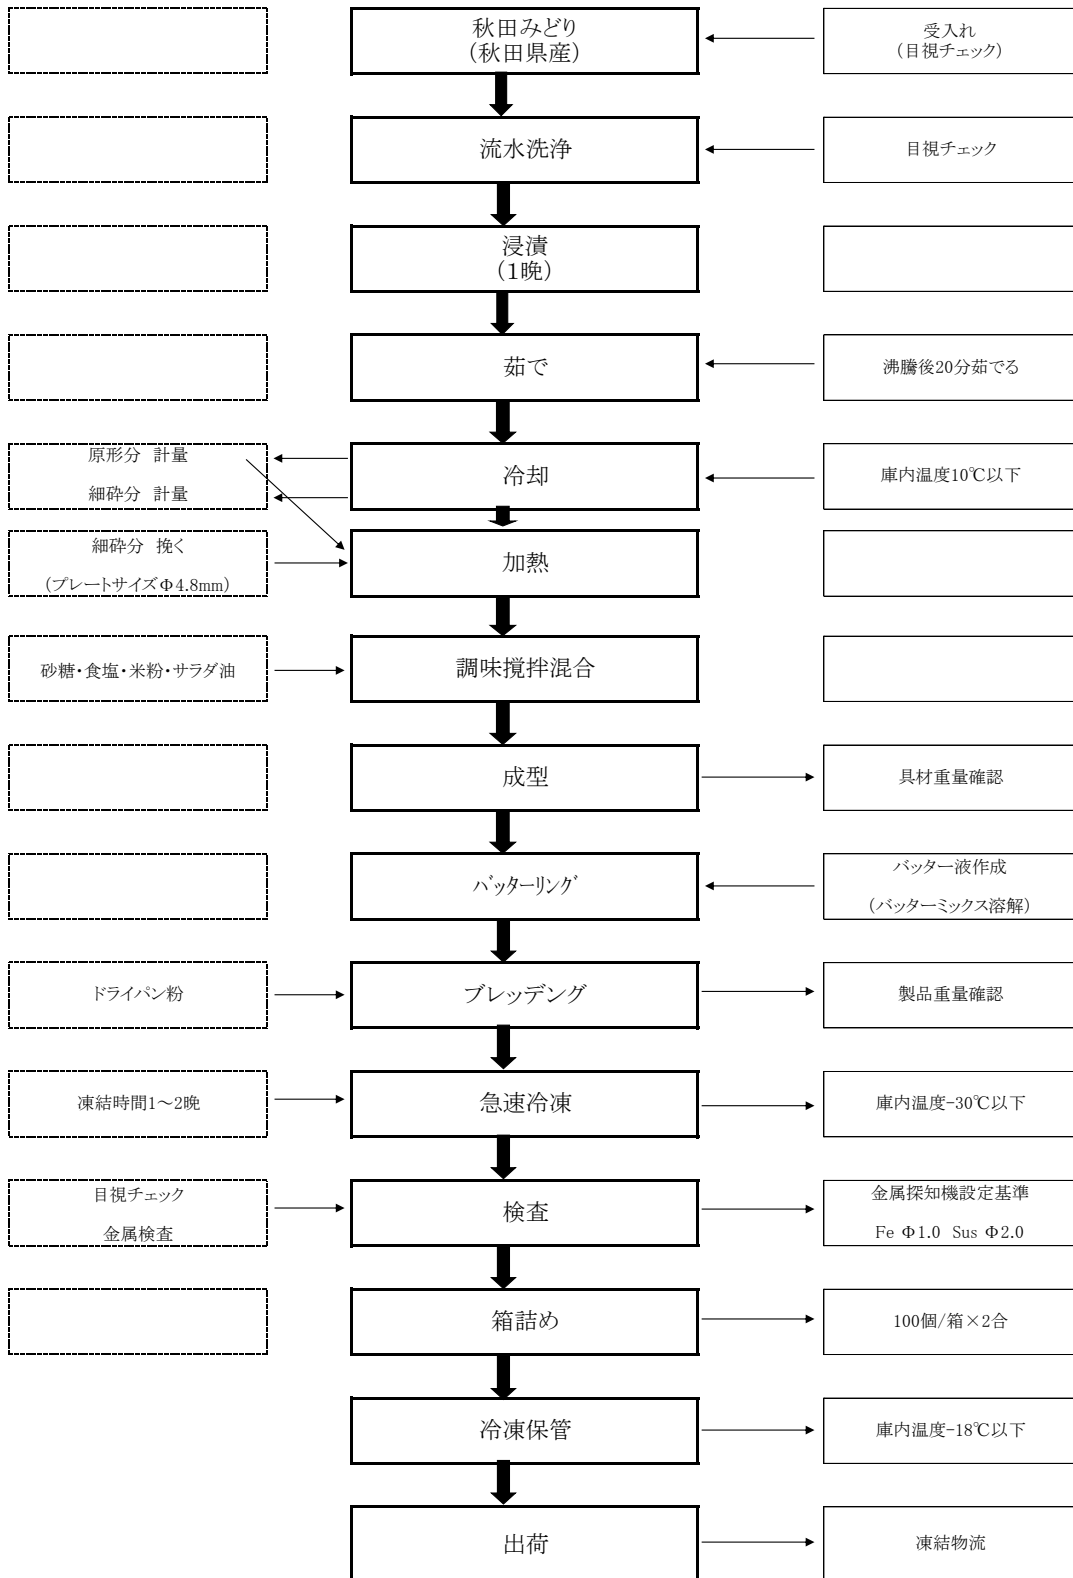 秋田みどり
(秋田県産)
受入れ
(目視チェック)
流水洗浄
目視チェック
浸漬
(1晩)
茹で
沸騰後20分茹でる
原形分 計量
細砕分 計量
冷却
庫内温度10℃以下
細砕分 挽く
(プレートサイズΦ4.8mm)
加熱
砂糖・食塩・米粉・サラダ油
調味撹拌混合
成型
具材重量確認
ﾊﾞｯﾀｰﾘﾝｸﾞ
バッター液作成
(バッターミックス溶解)
ドライパン粉
ブレッデング
製品重量確認
凍結時間1～2晩
急速冷凍
庫内温度-30℃以下
目視チェック
金属検査
検査
金属探知機設定基準
Fe Φ1.0 Sus Φ2.0
箱詰め
100個/箱×2合
冷凍保管
庫内温度-18℃以下
出荷
凍結物流